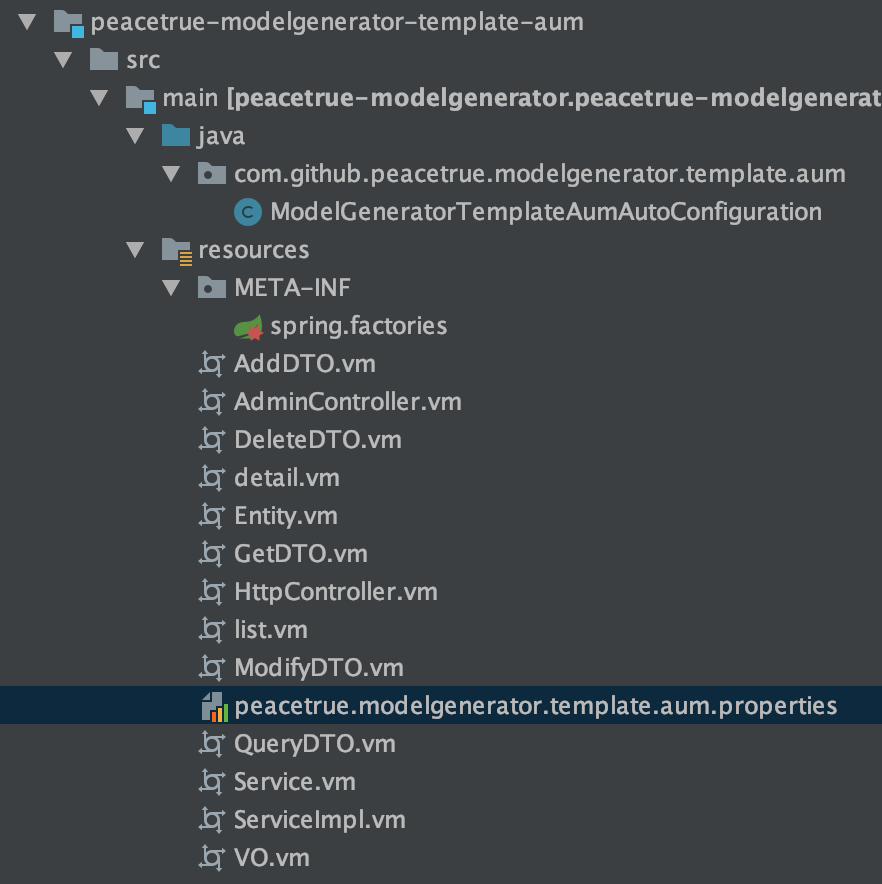 peacetrue-modelgenerator-template-aum
src
main [peacetrue-modelgenerator.peacetrue-modelgenerat
java
com.github.peacetrue.modelgenerator.template.aum
C ModelGeneratorTemplateAumAutoConfiguration
resources
META-INF
spring.factories
AddDTO.vm
AdminController.vm
DeleteDTO.vm
detail.vm
Entity.vm
GetDTO.vm
HttpController.vm
list.vm
ModifyDTO.vm
peacetrue.modelgenerator.template.aum.properties
QueryDTO.vm
Service.vm
ServiceImpl.vm
VO.vm